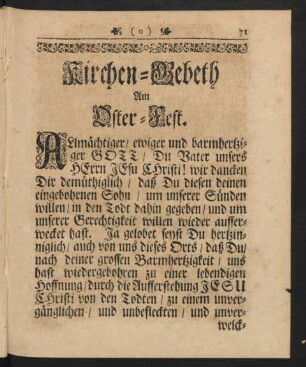 ( o ) 71
Kirchen-Gebeth
Am
Oster-Fest.
ALlmächtiger / ewiger und barmhertzi-
ger GOTT / Du Vater unsers
HErrn JEsu Christi! wir dancken
Dir demüthiglich / daß Du diesen deinen
eingebohrnen Sohn / um unserer Sünden
willen / in den Todt dahin gegeben / und um
unserer Gerechtigkeit willen wieder aufer-
wecket hast. Ja gelobet seyst Du hertzin-
niglich / auch von uns dieses Orts / daß Du /
nach deiner grossen Barmhertzigkeit / uns
hast wiedergebohren zu einer lebendigen
Hoffnung / durch die Aufferstehung JESU
CHristi von den Todten / zu einem unver-
gänglichen / und unbefleckten / und unver-
welck-